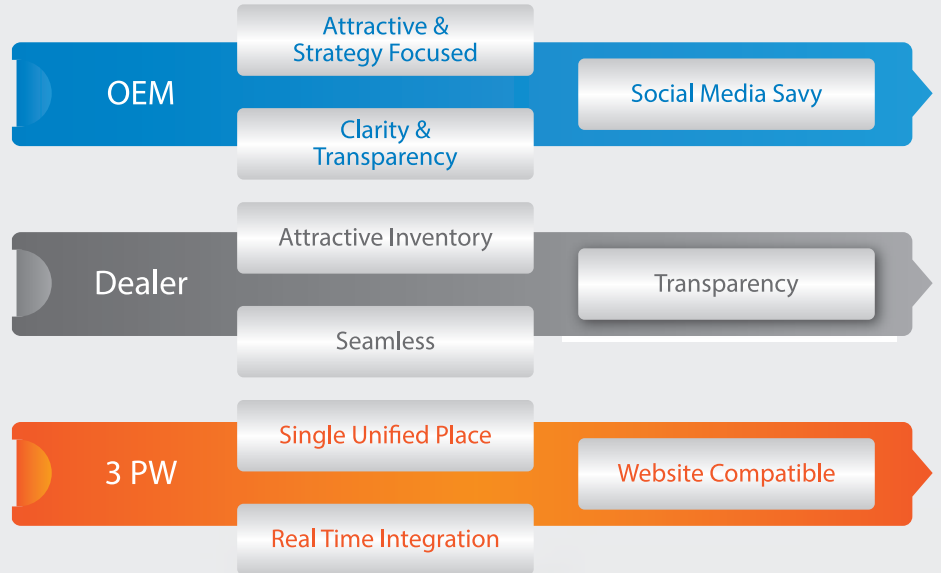 Attractive &
Strategy Focused
OEM
Social Media Savy
Clarity &
Transparency
Attractive Inventory
Dealer
Transparency
Seamless
Single Unified Place
3 PW
Website Compatible
Real Time Integration